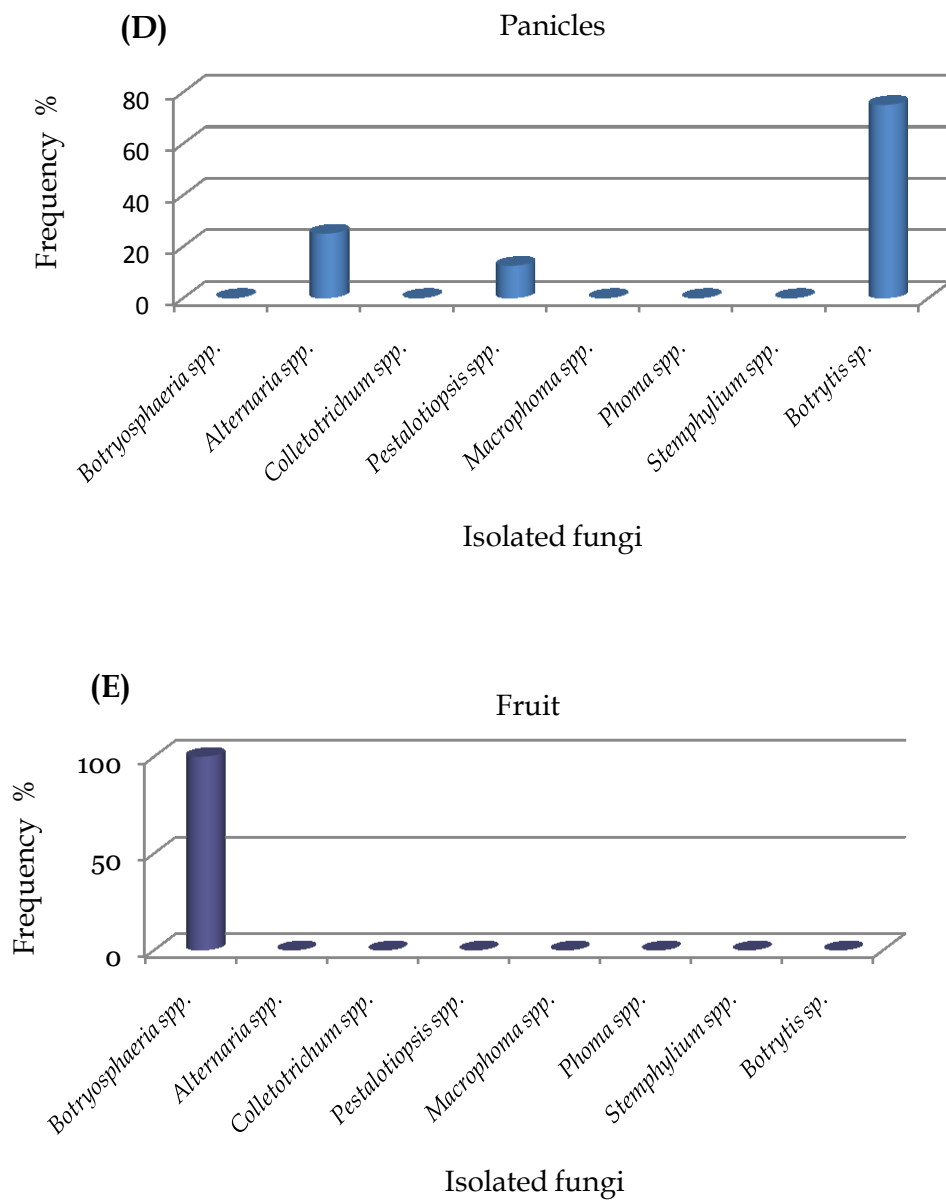 (D)
Panicles
Frequency %
80
60
40
20
0
Botryosphaeria spp.
Alternaria spp.
Colletotrichum spp.
Pestalotiopsis spp.
Macrophoma spp.
Phoma spp.
Stemphylium spp.
Botrytis sp.
Isolated fungi
(E)
Fruit
Frequency %
100
50
0
Botryosphaeria spp.
Alternaria spp.
Colletotrichum spp.
Pestalotiopsis spp.
Macrophoma spp.
Phoma spp.
Stemphylium spp.
Botrytis sp.
Isolated fungi